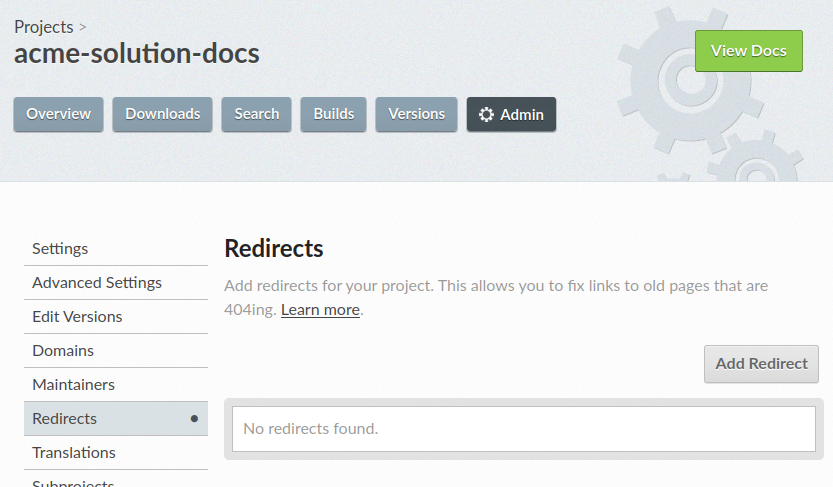 Projects >
acme-solution-docs
View Docs
Overview
Downloads
Search
Builds
Versions
Admin
Settings
Advanced Settings
Edit Versions
Domains
Maintainers
Redirects
Translations
Subprojects
Redirects
Add redirects for your project. This allows you to fix links to old pages that are
404ing. Learn more.
Add Redirect
No redirects found.